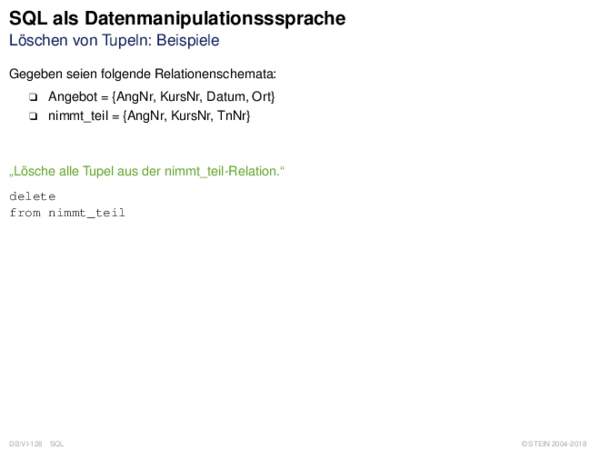 SQL als Datenmanipulationsssprache
Löschen von Tupeln: Beispiele
Gegeben seien folgende Relationenschemata:
❑ Angebot = {AngNr, KursNr, Datum, Ort}
❑ nimmt_teil = {AngNr, KursNr, TnNr}
„Lösche alle Tupel aus der nimmt_teil-Relation.“
delete
from nimmt_teil
DB:VI-128 SQL
© STEIN 2004-2018